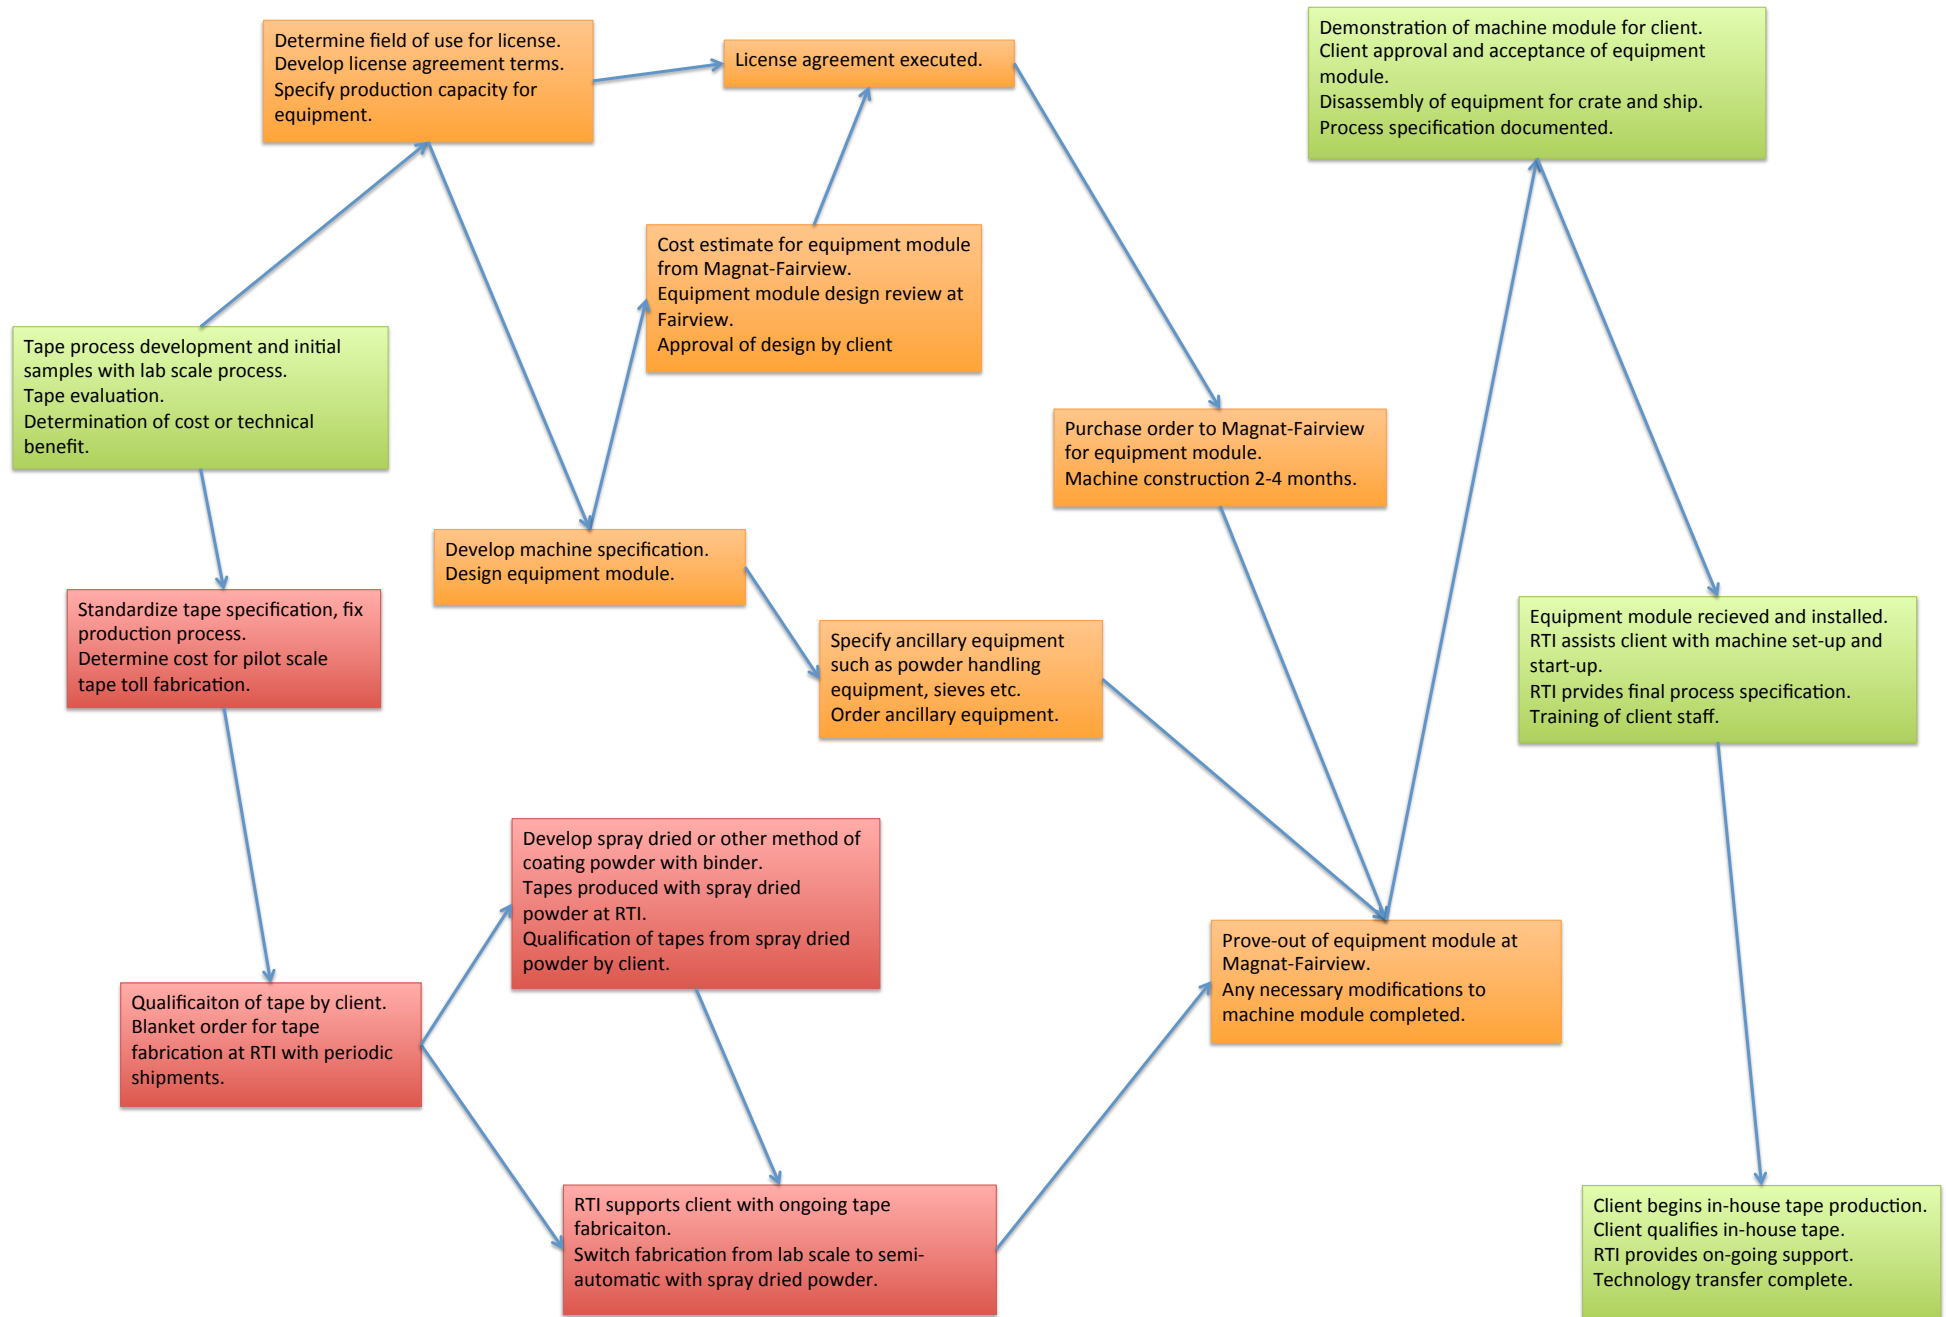 Determine field of use for license.
Develop license agreement terms.
Specify production capacity for
equipment.
License agreement executed.
Demonstration of machine module for client.
Client approval and acceptance of equipment
module.
Disassembly of equipment for crate and ship.
Process specification documented.
Cost estimate for equipment module
from Magnat-Fairview.
Equipment module design review at
Fairview.
Approval of design by client
Tape process development and initial
samples with lab scale process.
Tape evaluation.
Determination of cost or technical
benefit.
Purchase order to Magnat-Fairview
for equipment module.
Machine construction 2-4 months.
Develop machine specification.
Design equipment module.
Standardize tape specification, fix
production process.
Determine cost for pilot scale
tape toll fabrication.
Specify ancillary equipment
such as powder handling
equipment, sieves etc.
Order ancillary equipment.
Equipment module recieved and installed.
RTI assists client with machine set-up and
start-up.
RTI prvides final process specification.
Training of client staff.
Develop spray dried or other method of
coating powder with binder.
Tapes produced with spray dried
powder at RTI.
Qualification of tapes from spray dried
powder by client.
Prove-out of equipment module at
Magnat-Fairview.
Any necessary modifications to
machine module completed.
Qualificaiton of tape by client.
Blanket order for tape
fabrication at RTI with periodic
shipments.
RTI supports client with ongoing tape
fabricaiton.
Switch fabrication from lab scale to semi-
automatic with spray dried powder.
Client begins in-house tape production.
Client qualifies in-house tape.
RTI provides on-going support.
Technology transfer complete.